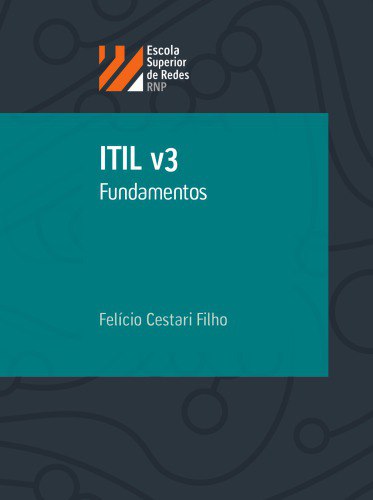 Escola
Superior
de Redes
RNP
ITIL v3
Fundamentos
Felício Cestari Filho